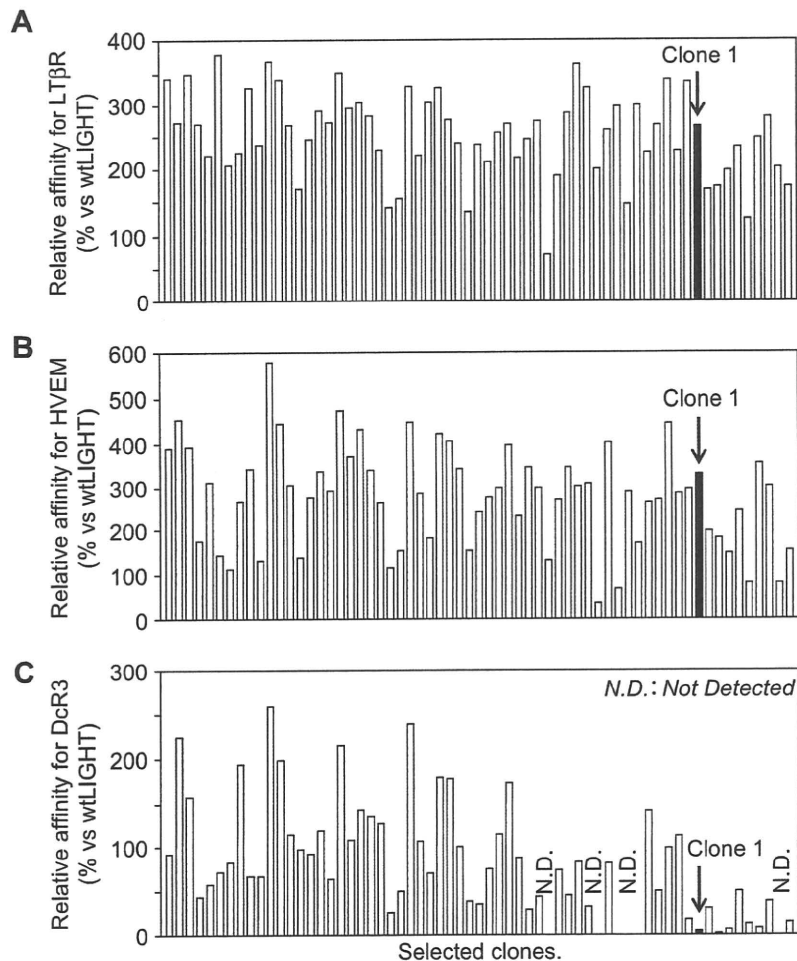 A
Relative affinity for LTβR
(% vs wtLIGHT)
400
300
200
100
0
Clone 1
B
Relative affinity for HVEM
(% vs wtLIGHT)
600
500
400
300
200
100
0
Clone 1
C
Relative affinity for DcR3
(% vs wtLIGHT)
300
200
100
0
N.D.: Not Detected
N.D.
N.D.
N.D.
Clone 1
N.D.
Selected clones.